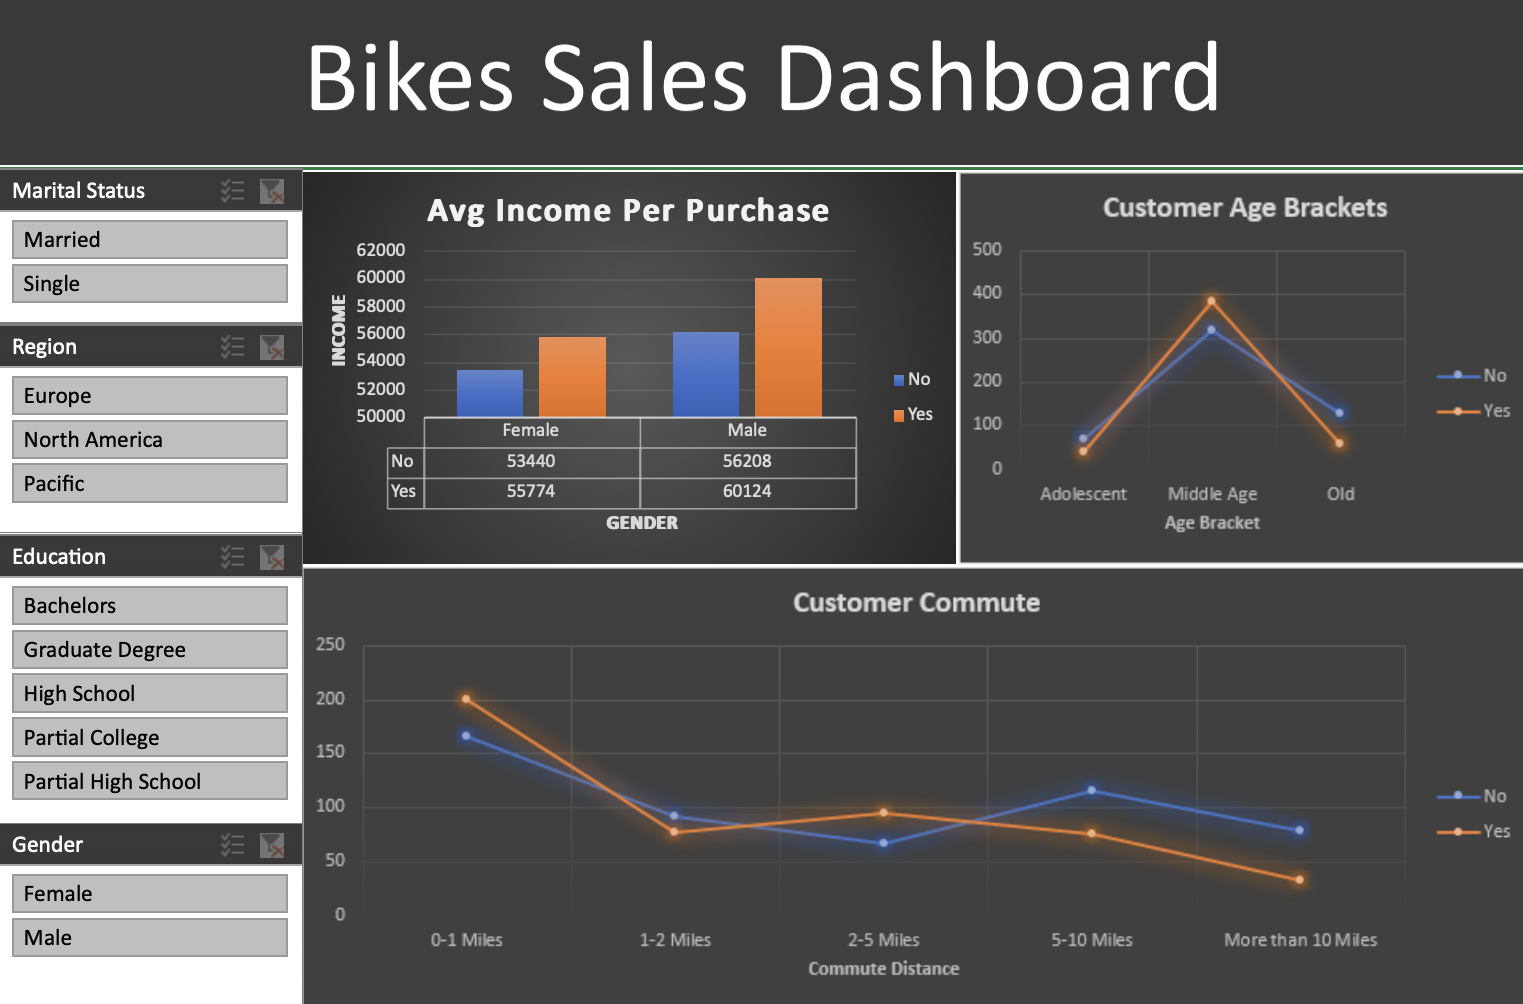 Bikes Sales Dashboard
Marital Status
Married
Single
Region
Europe
North America
Pacific
Education
Bachelors
Graduate Degree
High School
Partial College
Partial High School
Gender
Female
Male
Avg Income Per Purchase
62000
60000
58000
56000
54000
52000
50000
INCOME
Female Male
No 53440 56208
Yes 55774 60124
GENDER
No
Yes
Customer Age Brackets
500
400
300
200
100
0
Adolescent Middle Age Old
Age Bracket
No
Yes
Customer Commute
250
200
150
100
50
0
0-1 Miles 1-2 Miles 2-5 Miles 5-10 Miles More than 10 Miles
Commute Distance
No
Yes